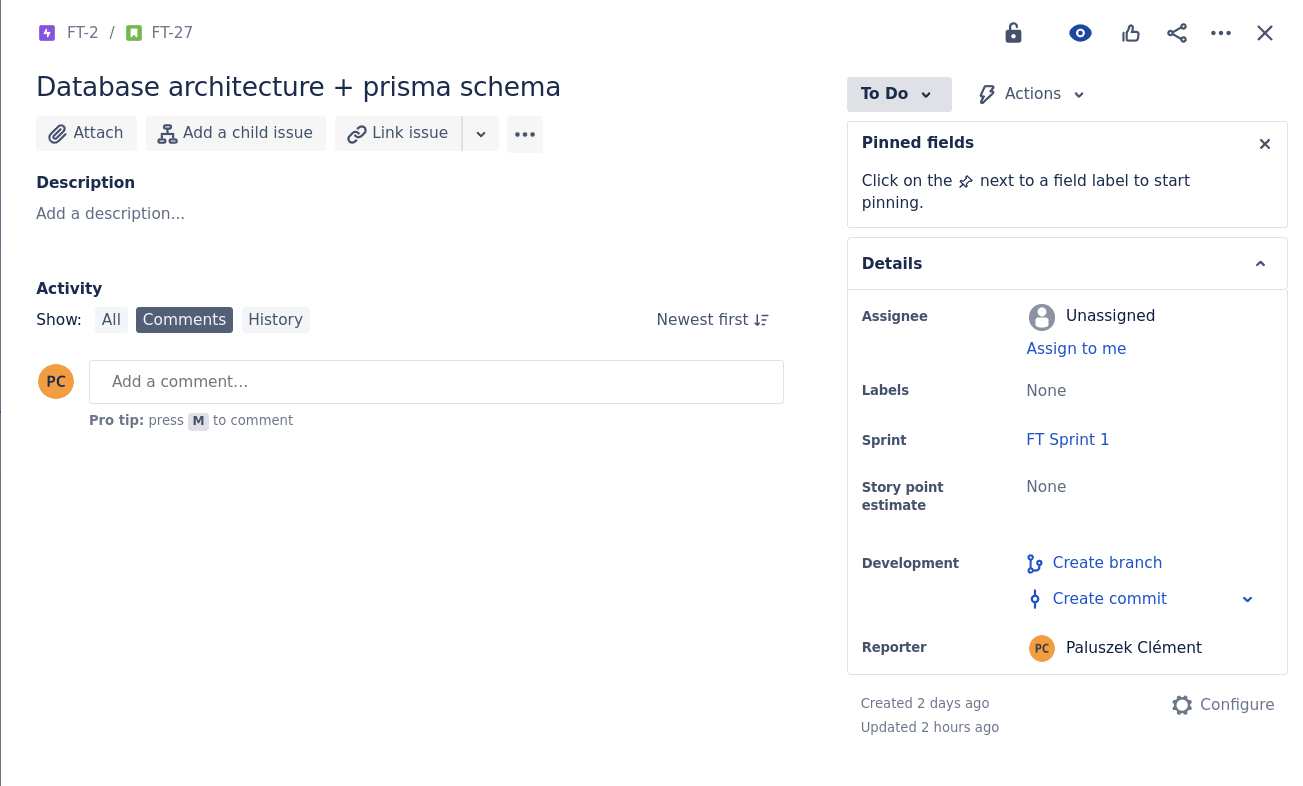 FT-2 / FT-27
Database architecture + prisma schema
Attach Add a child issue Link issue
Description
Add a description...
Activity
Show: All Comments History Newest first
PC Add a comment...
Pro tip: press M to comment
To Do Actions
Pinned fields
Click on the next to a field label to start
pinning.
Details
Assignee Unassigned
Assign to me
Labels None
Sprint FT Sprint 1
Story point None
estimate
Development Create branch
Create commit
Reporter PC Paluszek Clément
Created 2 days ago Configure
Updated 2 hours ago